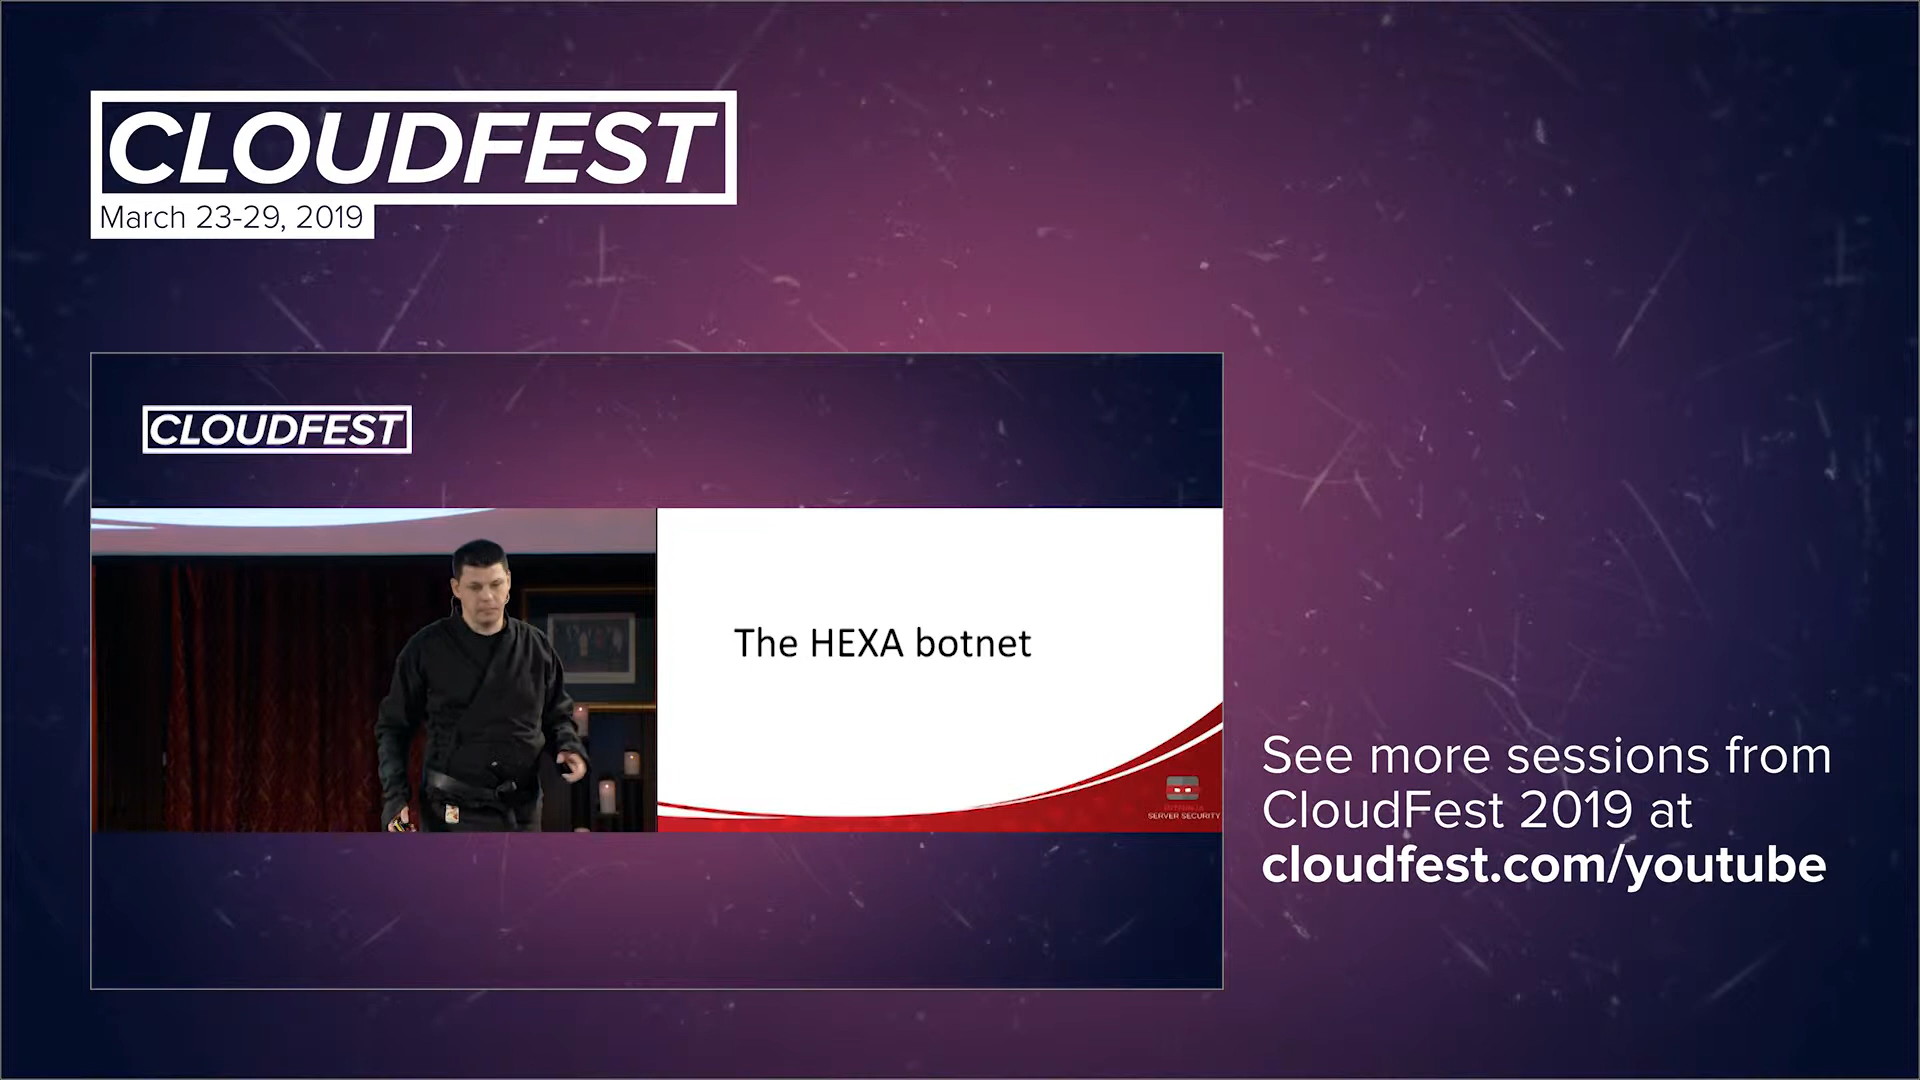 CLOUDFEST
March 23-29, 2019
CLOUDFEST
The HEXA botnet
BITNINJA
SERVER SECURITY
See more sessions from
CloudFest 2019 at
cloudfest.com/youtube